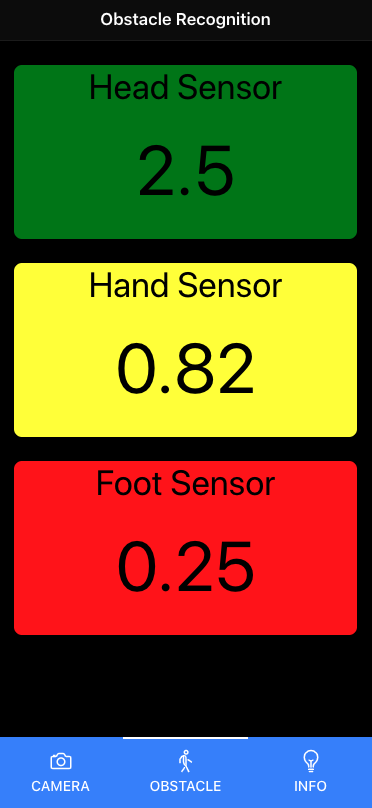 Obstacle Recognition
Head Sensor
2.5
Hand Sensor
0.82
Foot Sensor
0.25
CAMERA
OBSTACLE
INFO